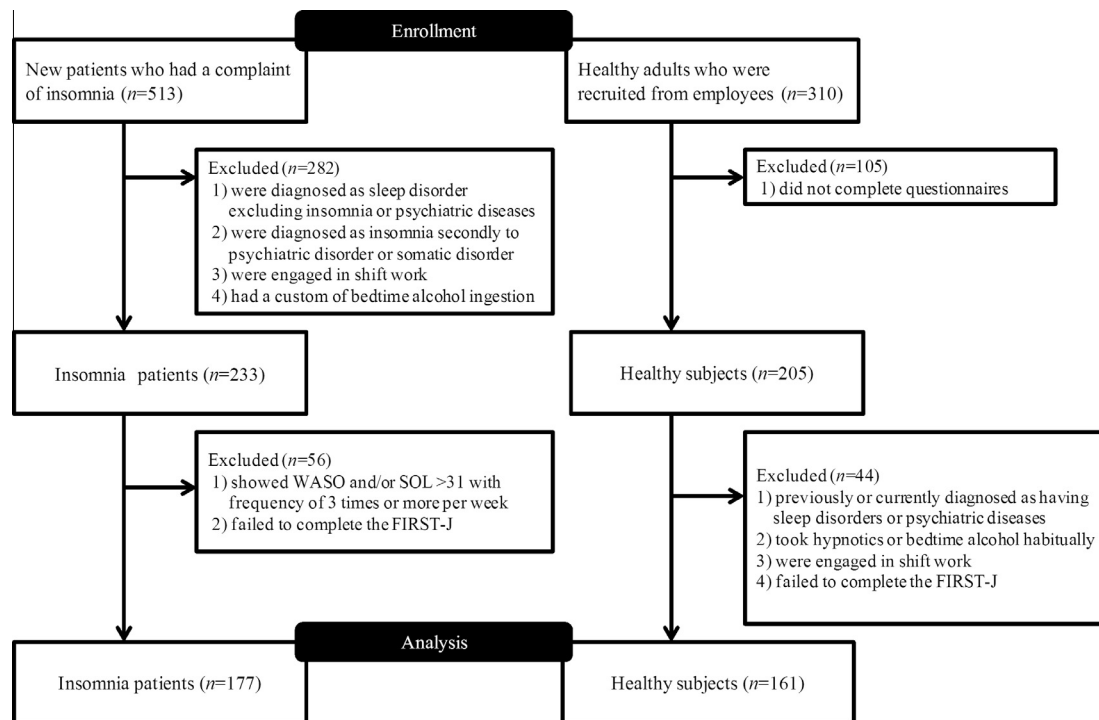 Enrollment
New patients who had a complaint
of insomnia (n=513)
Healthy adults who were
recruited from employees (n=310)
Excluded (n=282)
1) were diagnosed as sleep disorder
excluding insomnia or psychiatric diseases
2) were diagnosed as insomnia secondly to
psychiatric disorder or somatic disorder
3) were engaged in shift work
4) had a custom of bedtime alcohol ingestion
Excluded (n=105)
1) did not complete questionnaires
Insomnia patients (n=233)
Healthy subjects (n=205)
Excluded (n=56)
1) showed WASO and/or SOL >31 with
frequency of 3 times or more per week
2) failed to complete the FIRST-J
Excluded (n=44)
1) previously or currently diagnosed as having
sleep disorders or psychiatric diseases
2) took hypnotics or bedtime alcohol habitually
3) were engaged in shift work
4) failed to complete the FIRST-J
Analysis
Insomnia patients (n=177)
Healthy subjects (n=161)